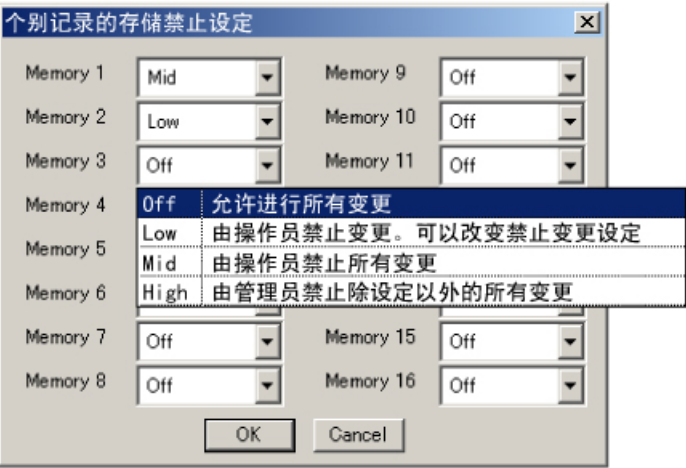 个别记录的存储禁止设定
Memory 1 Mid Memory 9 Off
Memory 2 Low Memory 10 Off
Memory 3 Off Memory 11 Off
Memory 4 Off 允许进行所有变更
Memory 5 Low 由操作员禁止变更。可以改变禁止变更设定
Mid 由操作员禁止所有变更
Memory 6 High 由管理员禁止除设定以外的所有变更
Memory 7 Off Memory 15 Off
Memory 8 Off Memory 16 Off
OK Cancel